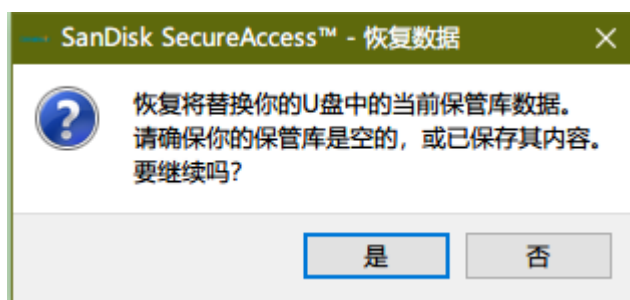 SanDisk SecureAccess™ - 恢复数据
恢复将替换你的U盘中的当前保管库数据。
请确保你的保管库是空的，或已保存其内容。
要继续吗?
是
否